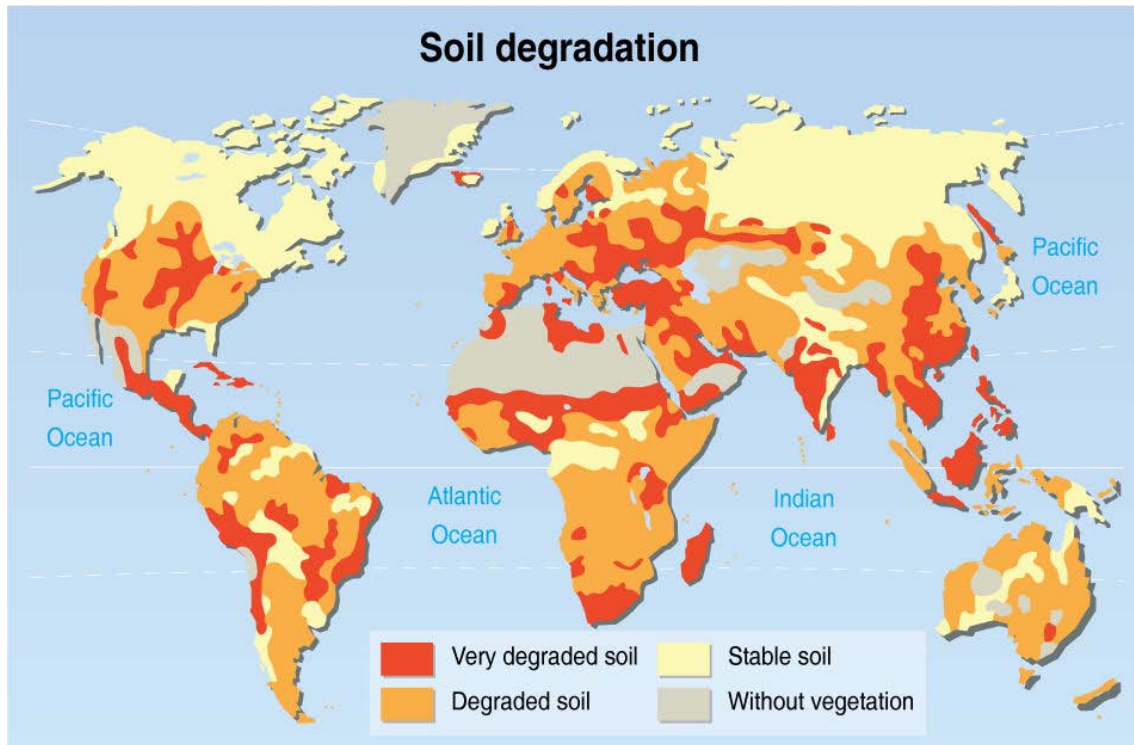 Soil degradation
Pacific
Ocean
Pacific
Ocean
Atlantic
Ocean
Indian
Ocean
Very degraded soil
Stable soil
Degraded soil
Without vegetation